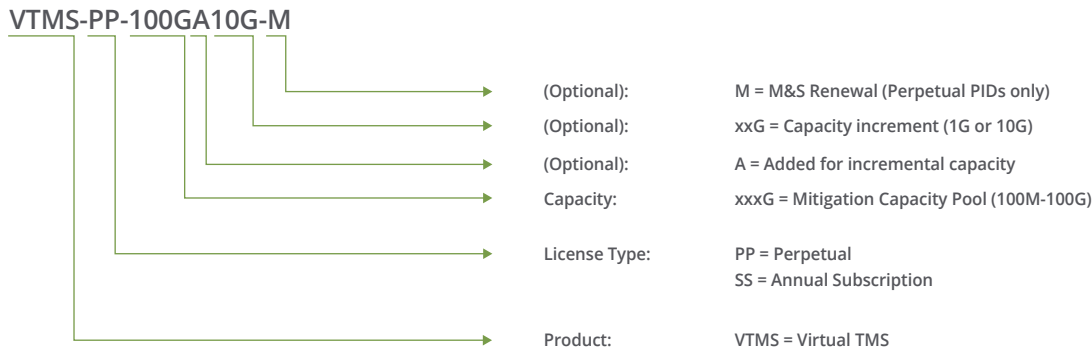 VTMS-PP-100GA10G-M
(Optional): M = M&S Renewal (Perpetual PIDs only)
(Optional): xxG = Capacity increment (1G or 10G)
(Optional): A = Added for incremental capacity
Capacity: xxxG = Mitigation Capacity Pool (100M-100G)
License Type: PP = Perpetual
SS = Annual Subscription
Product: VTMS = Virtual TMS